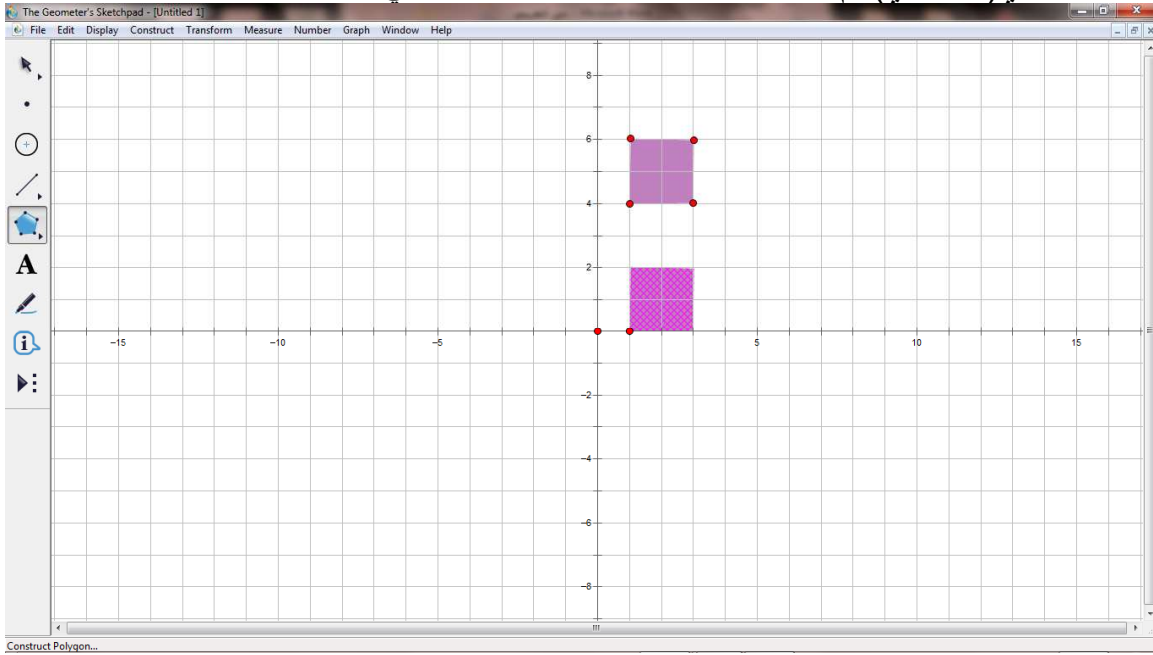 The Geometer's Sketchpad - [Untitled 1]
File Edit Display Construct Transform Measure Number Graph Window Help
8
6
4
2
-15 -10 -5 5 10 15
-2
-4
-6
-8
A
i
Construct Polygon...